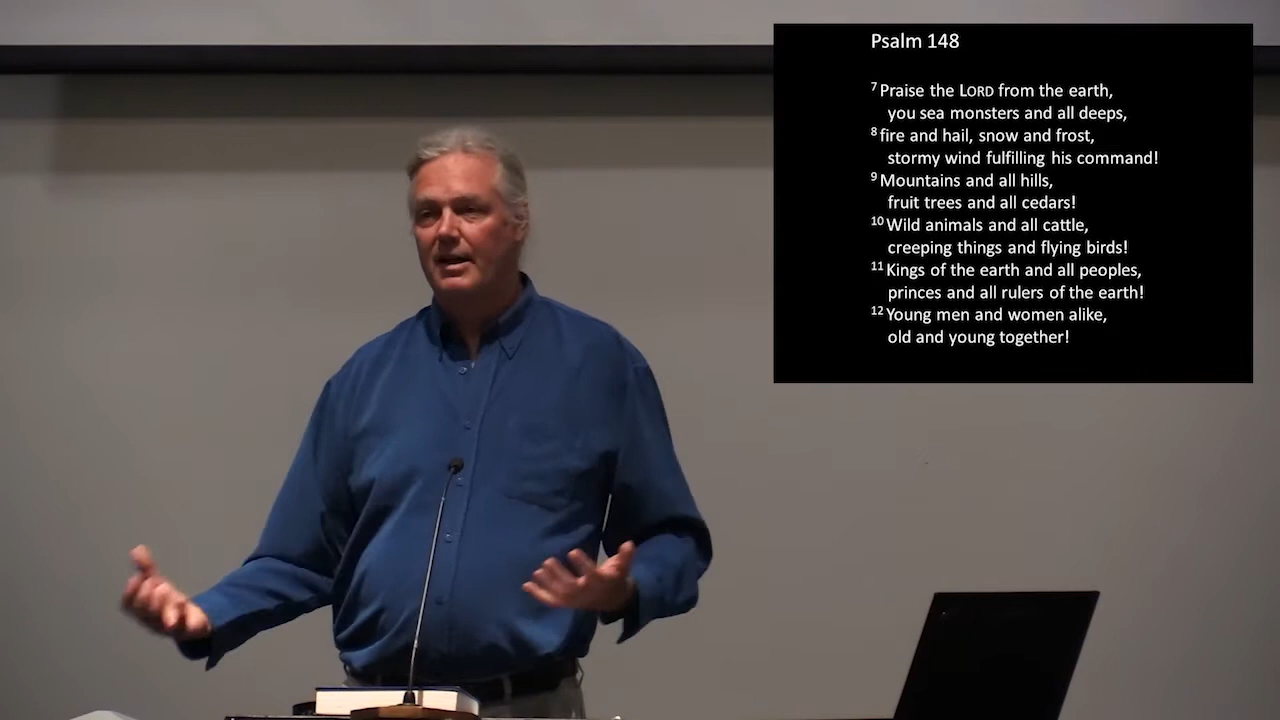 Psalm 148
7 Praise the LORD from the earth,
you sea monsters and all deeps,
8 fire and hail, snow and frost,
stormy wind fulfilling his command!
9 Mountains and all hills,
fruit trees and all cedars!
10 Wild animals and all cattle,
creeping things and flying birds!
11 Kings of the earth and all peoples,
princes and all rulers of the earth!
12 Young men and women alike,
old and young together!